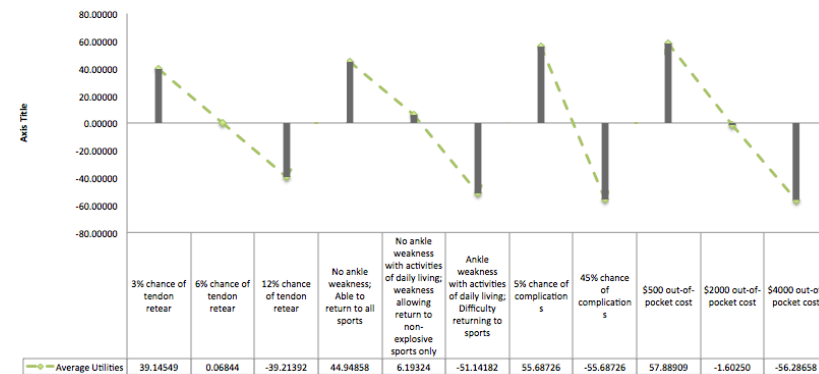 80.00000
60.00000
40.00000
20.00000
0.00000
-20.00000
-40.00000
-60.00000
-80.00000
Axis Title
3% chance of
tendon
retear
6% chance of
tendon
retear
12% chance
of tendon
retear
No ankle
weakness;
Able to
return to all
sports
No ankle
weakness
with activities
of daily living;
weakness
allowing
return to
non-
explosive
sports only
Ankle
weakness
with activities
of daily living;
Difficulty
returning to
sports
5% chance of
complication
s
45% chance
of
complication
s
$500 out-of-
pocket cost
$2000 out-of-
pocket cost
$4000 out-o
pocket cost
Average Utilities 39.14549 0.06844 -39.21392 44.94858 6.19324 -51.14182 55.68726 -55.68726 57.88909 -1.60250 -56.28658